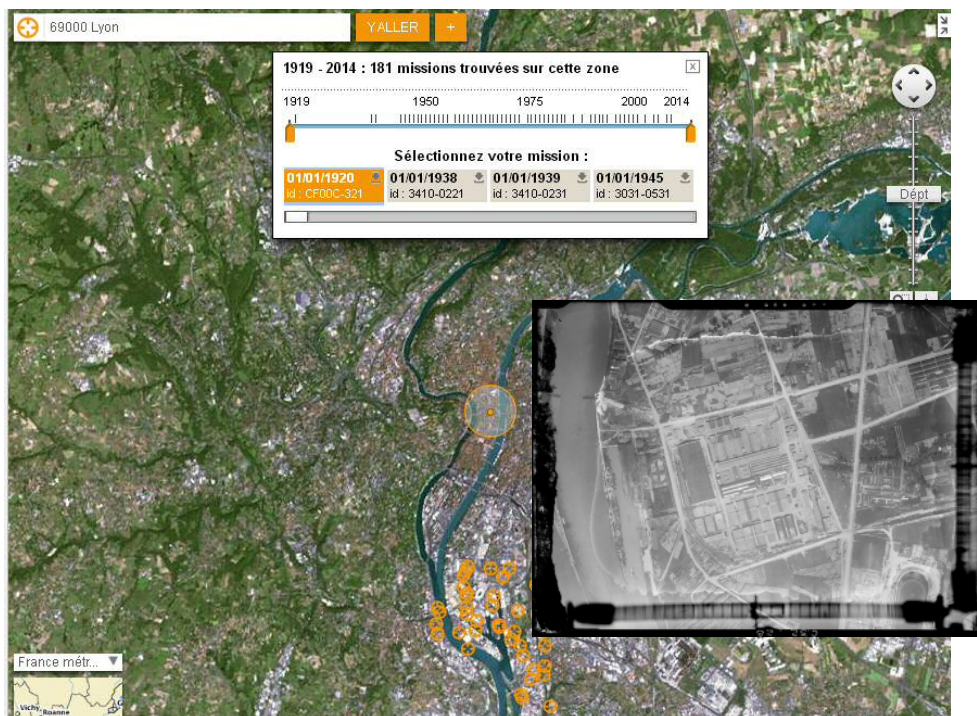 69000 Lyon
YALLER
+
1919 - 2014 : 181 missions trouvées sur cette zone
x
1919 1950 1975 2000 2014
Sélectionnez votre mission :
01/01/1920
id : CF00C-321
01/01/1938
id : 3410-0221
01/01/1939
id : 3410-0231
01/01/1945
id : 3031-0531
Dépt
France métr...
Vichy
Roanne